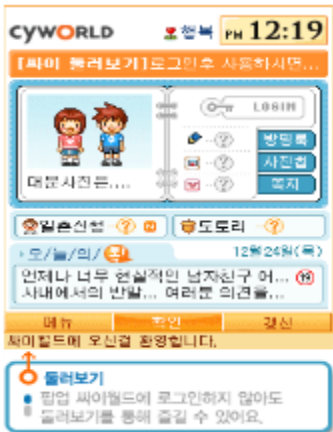 CYWORLD
행복 PM 12:19
[싸이 둘러보기]로그인후 사용하시면...
LOGIN
방명록
사진첩
쪽지
대문사진은....
일촌신청 ? n
도토리 ?
오/늘/의/톡!
12월24일(목)
언제나 너무 현실적인 남자친구 어... 19
사내에서의 반말... 여러분 의견을,...
메뉴 확인 갱신
싸이월드에 오신걸 환영합니다.
둘러보기
팝업 싸이월드에 로그인하지 않아도
둘러보기를 통해 즐길 수 있어요.